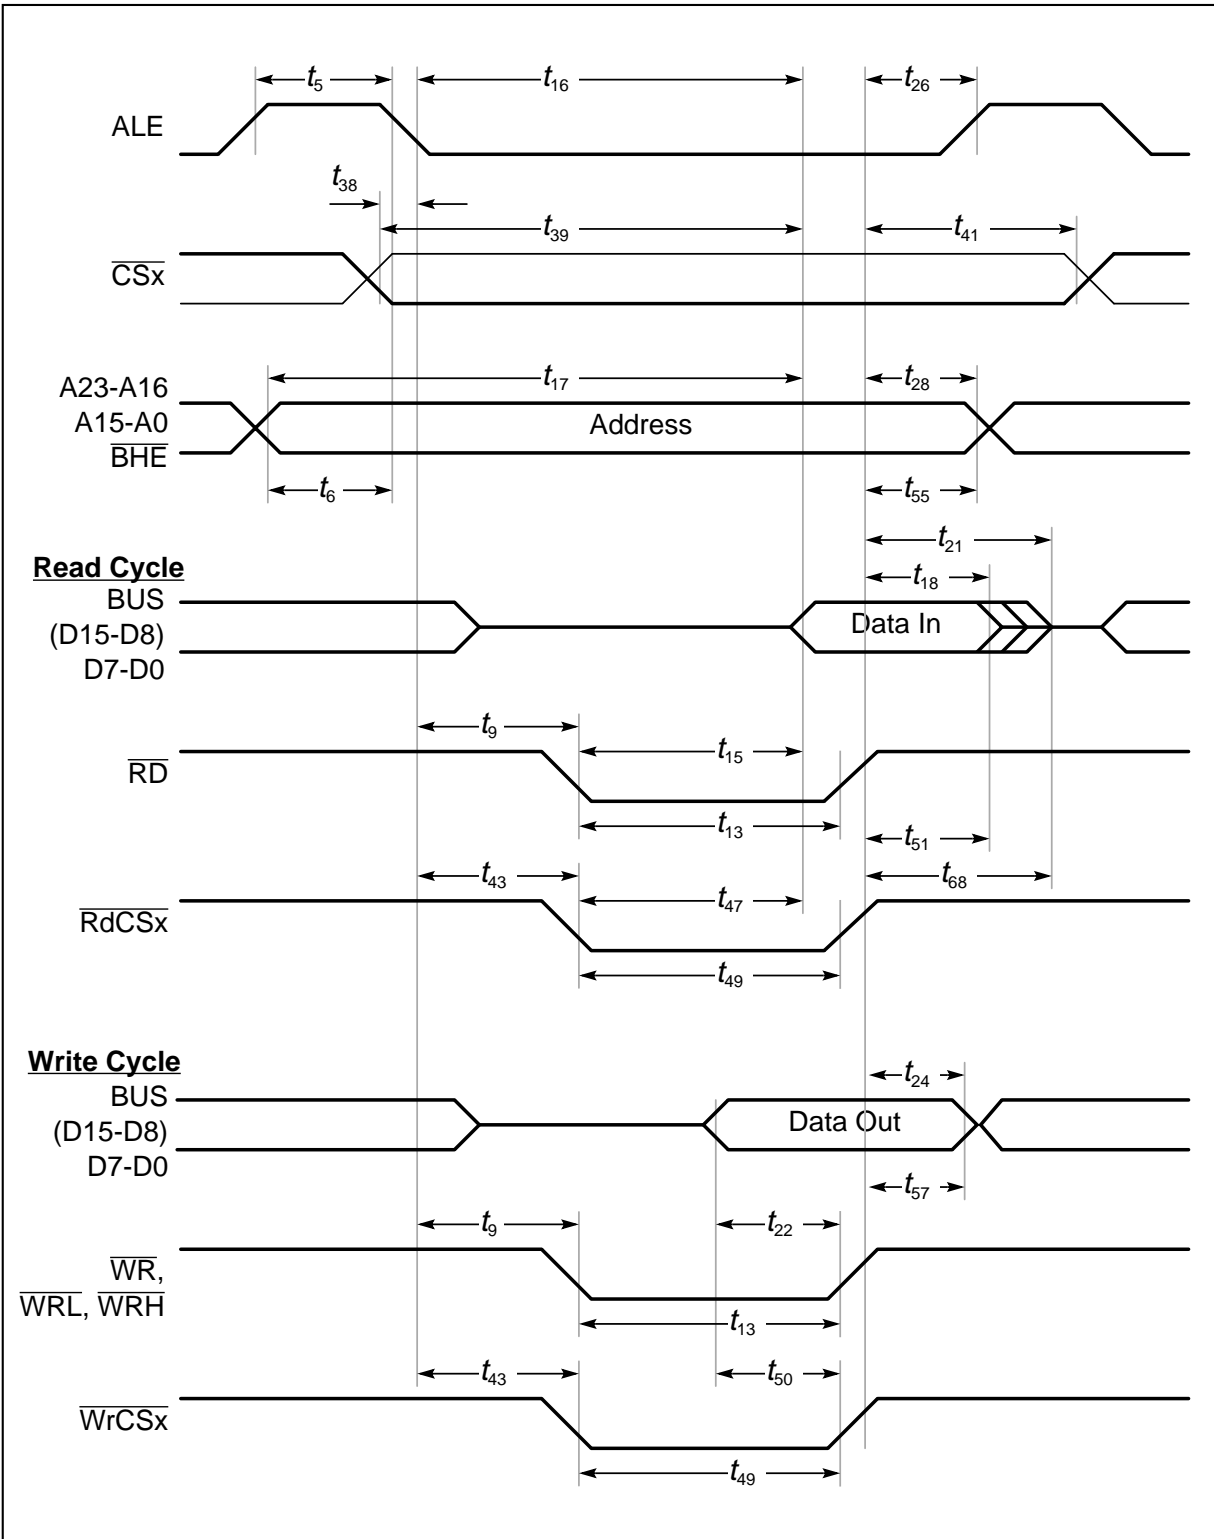 t5 t16 t26
ALE
t38
t39 t41
CSx
A23-A16 t17 t28
A15-A0 Address
BHE
t6 t55
t21
Read Cycle t18
BUS Data In
(D15-D8)
D7-D0
t9
RD t15
t13 t51
t43 t68
RdCSx t47
t49
Write Cycle
t24
BUS
(D15-D8) Data Out
D7-D0
t57
t9 t22
WR,
WRL, WRH
t13
t43 t50
WrCSx
t49